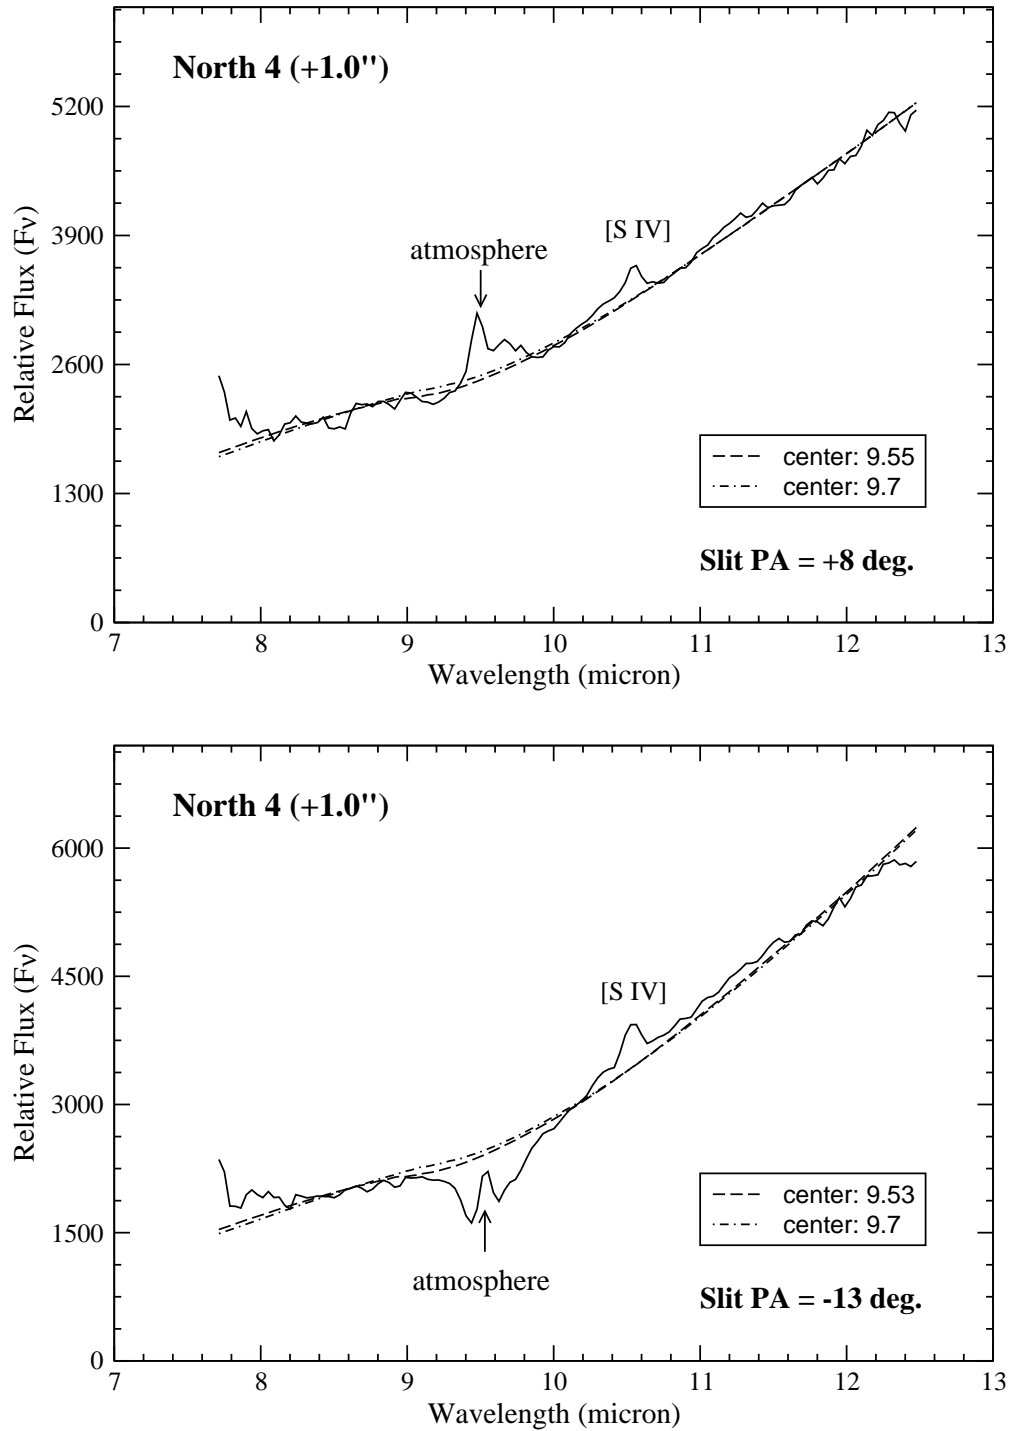 North 4 (+1.0")
5200
3900
2600
1300
0
Relative Flux (Fν)
atmosphere
[S IV]
center: 9.55
center: 9.7
Slit PA = +8 deg.
7 8 9 10 11 12 13
Wavelength (micron)
North 4 (+1.0")
6000
4500
3000
1500
0
Relative Flux (Fν)
[S IV]
atmosphere
center: 9.53
center: 9.7
Slit PA = -13 deg.
7 8 9 10 11 12 13
Wavelength (micron)